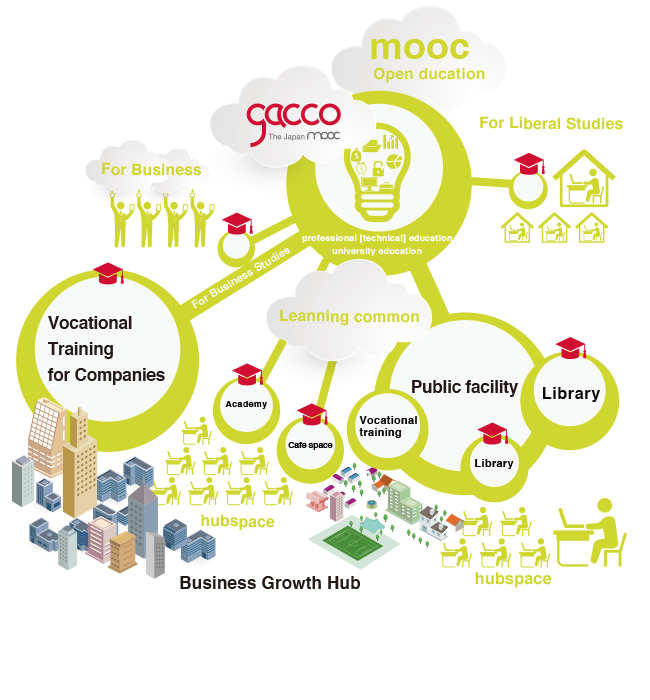 mooc
Open ducation
gacco
The Japan mooc
For Liberal Studies
For Business
professional [technical] education
university education
For Business Studies
Leanning common
Vocational
Training
for Companies
Public facility
Library
Academy
Vocational
training
Cafe space
Library
hubspace
hubspace
Business Growth Hub